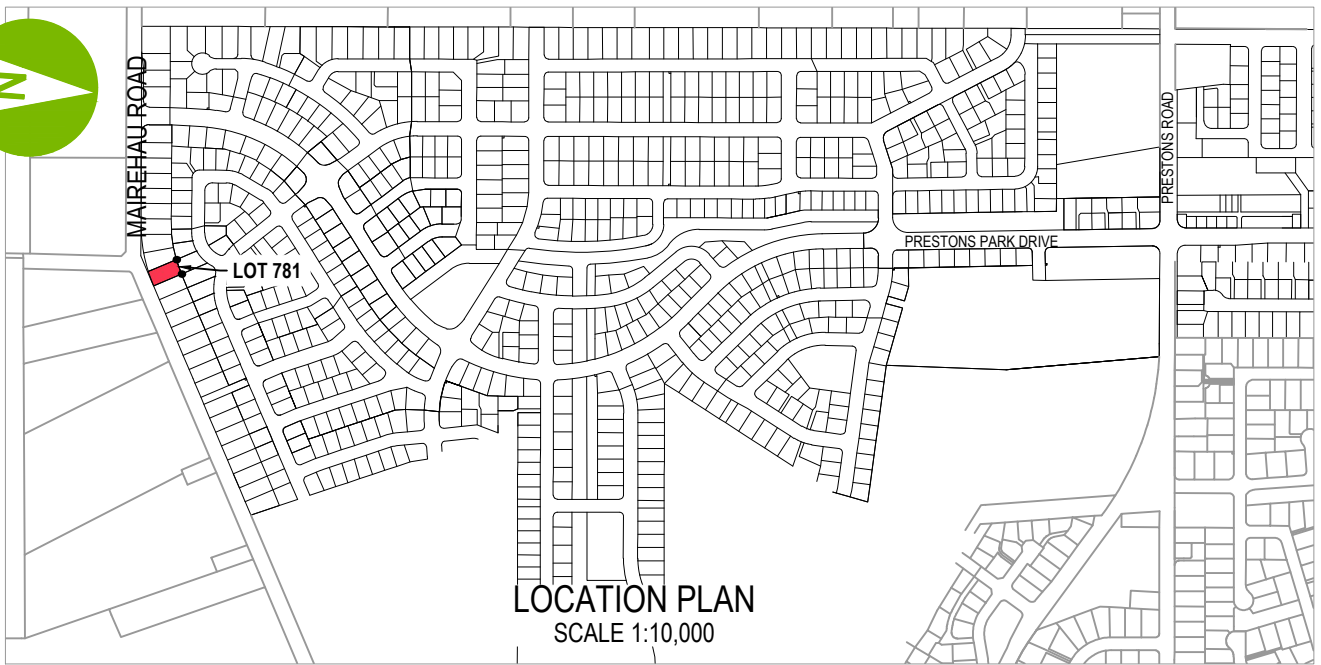 N
MAIREHAU ROAD
PRESTONS ROAD
PRESTONS PARK DRIVE
LOT 781
LOCATION PLAN
SCALE 1:10,000